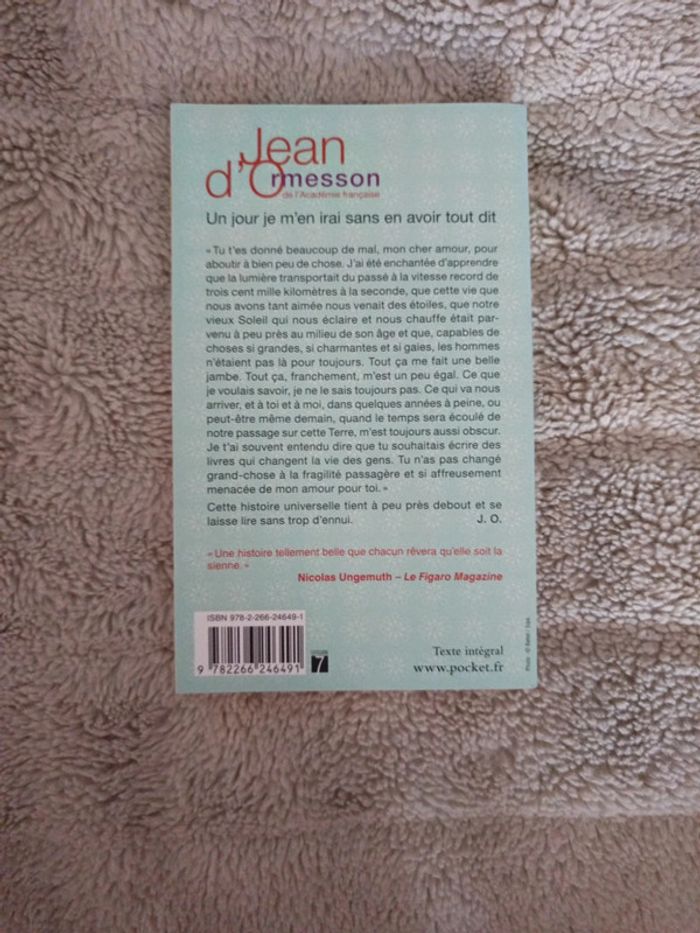 Jean
d'Ormesson
de l'Académie française
Un jour je m'en irai sans en avoir tout dit
« Tu t'es donné beaucoup de mal, mon cher amour, pour
aboutir à bien peu de chose. J'ai été enchantée d'apprendre
que la lumière transportait du passé à la vitesse record de
trois cent mille kilomètres à la seconde, que cette vie que
nous avons tant aimée nous venait des étoiles, que notre
vieux Soleil qui nous éclaire et nous chauffe était par-
venu à peu près au milieu de son âge et que, capables de
choses si grandes, si charmantes et si gaies, les hommes
n'étaient pas là pour toujours. Tout ça me fait une belle
jambe. Tout ça, franchement, m'est un peu égal. Ce que
je voulais savoir, je ne le sais toujours pas. Ce qui va nous
arriver, et à toi et à moi, dans quelques années à peine, ou
peut-être même demain, quand le temps sera écoulé de
notre passage sur cette Terre, m'est toujours aussi obscur.
Je t'ai souvent entendu dire que tu souhaitais écrire des
livres qui changent la vie des gens. Tu n'as pas changé
grand-chose à la fragilité passagère et si affreusement
menacée de mon amour pour toi. »
Cette histoire universelle tient à peu près debout et se
laisse lire sans trop d'ennui. J. O.
« Une histoire tellement belle que chacun rêvera qu'elle soit la
sienne. »
Nicolas Ungemuth – Le Figaro Magazine
ISBN 978-2-266-24649-1
9 782266 246491
7
Texte intégral
www.pocket.fr